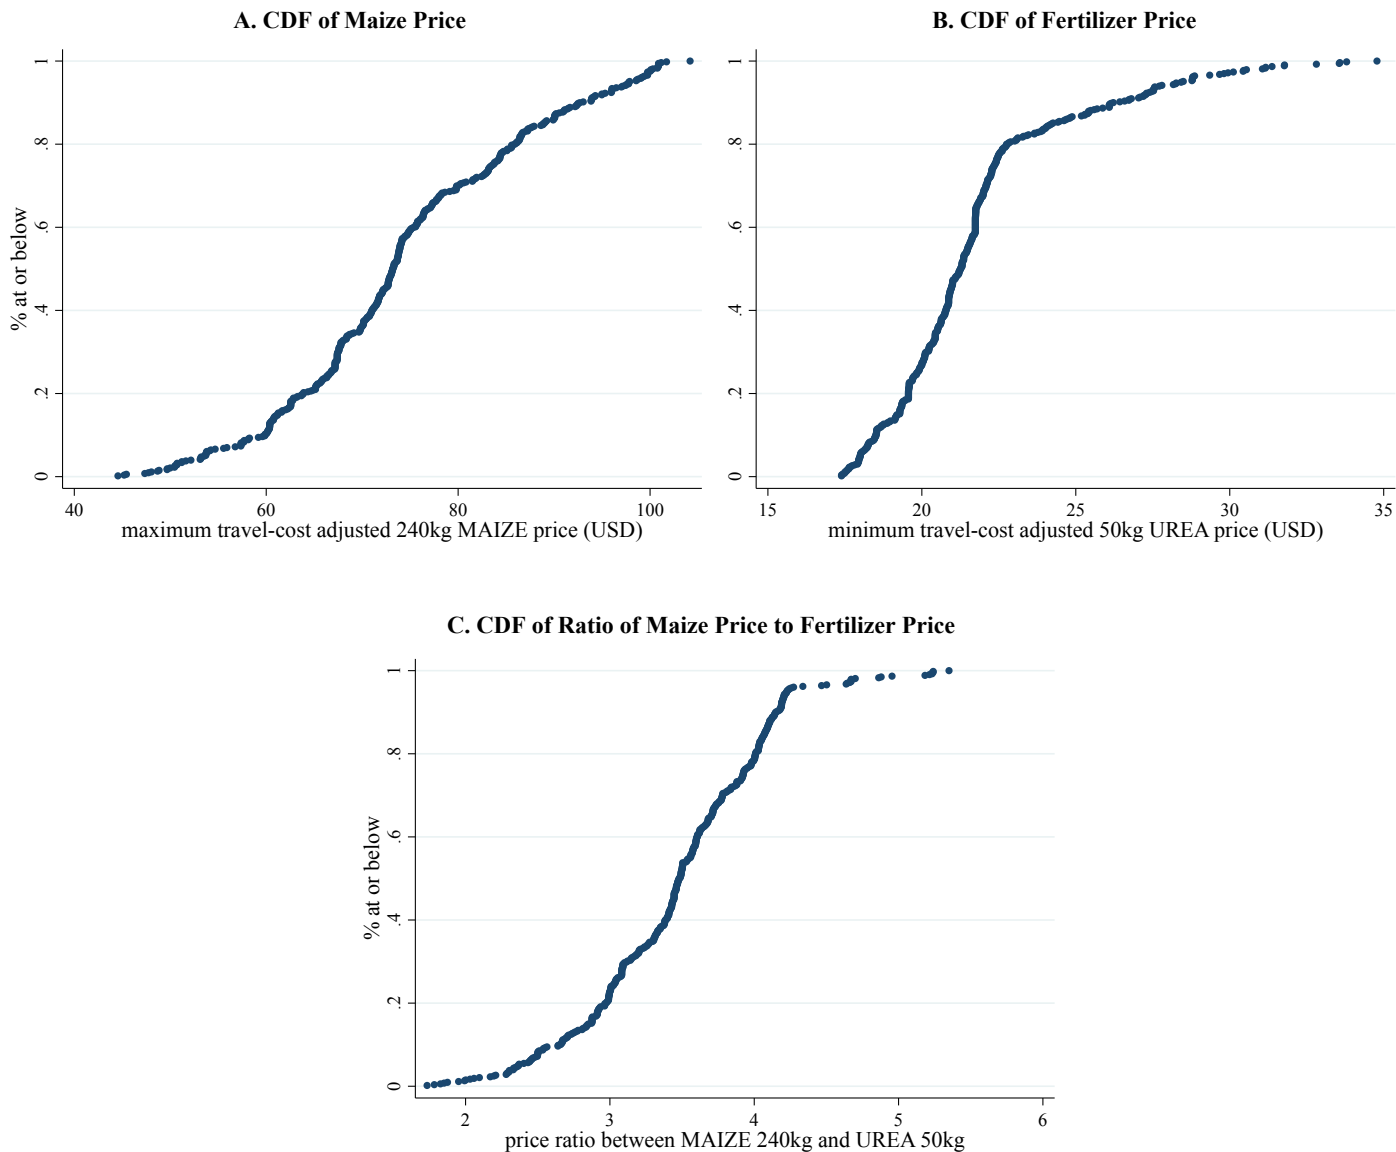 A. CDF of Maize Price
% at or below
1
.8
.6
.4
.2
0
40 60 80 100
maximum travel-cost adjusted 240kg MAIZE price (USD)
B. CDF of Fertilizer Price
1
.8
.6
.4
.2
0
15 20 25 30 35
minimum travel-cost adjusted 50kg UREA price (USD)
C. CDF of Ratio of Maize Price to Fertilizer Price
% at or below
1
.8
.6
.4
.2
0
2 3 4 5 6
price ratio between MAIZE 240kg and UREA 50kg